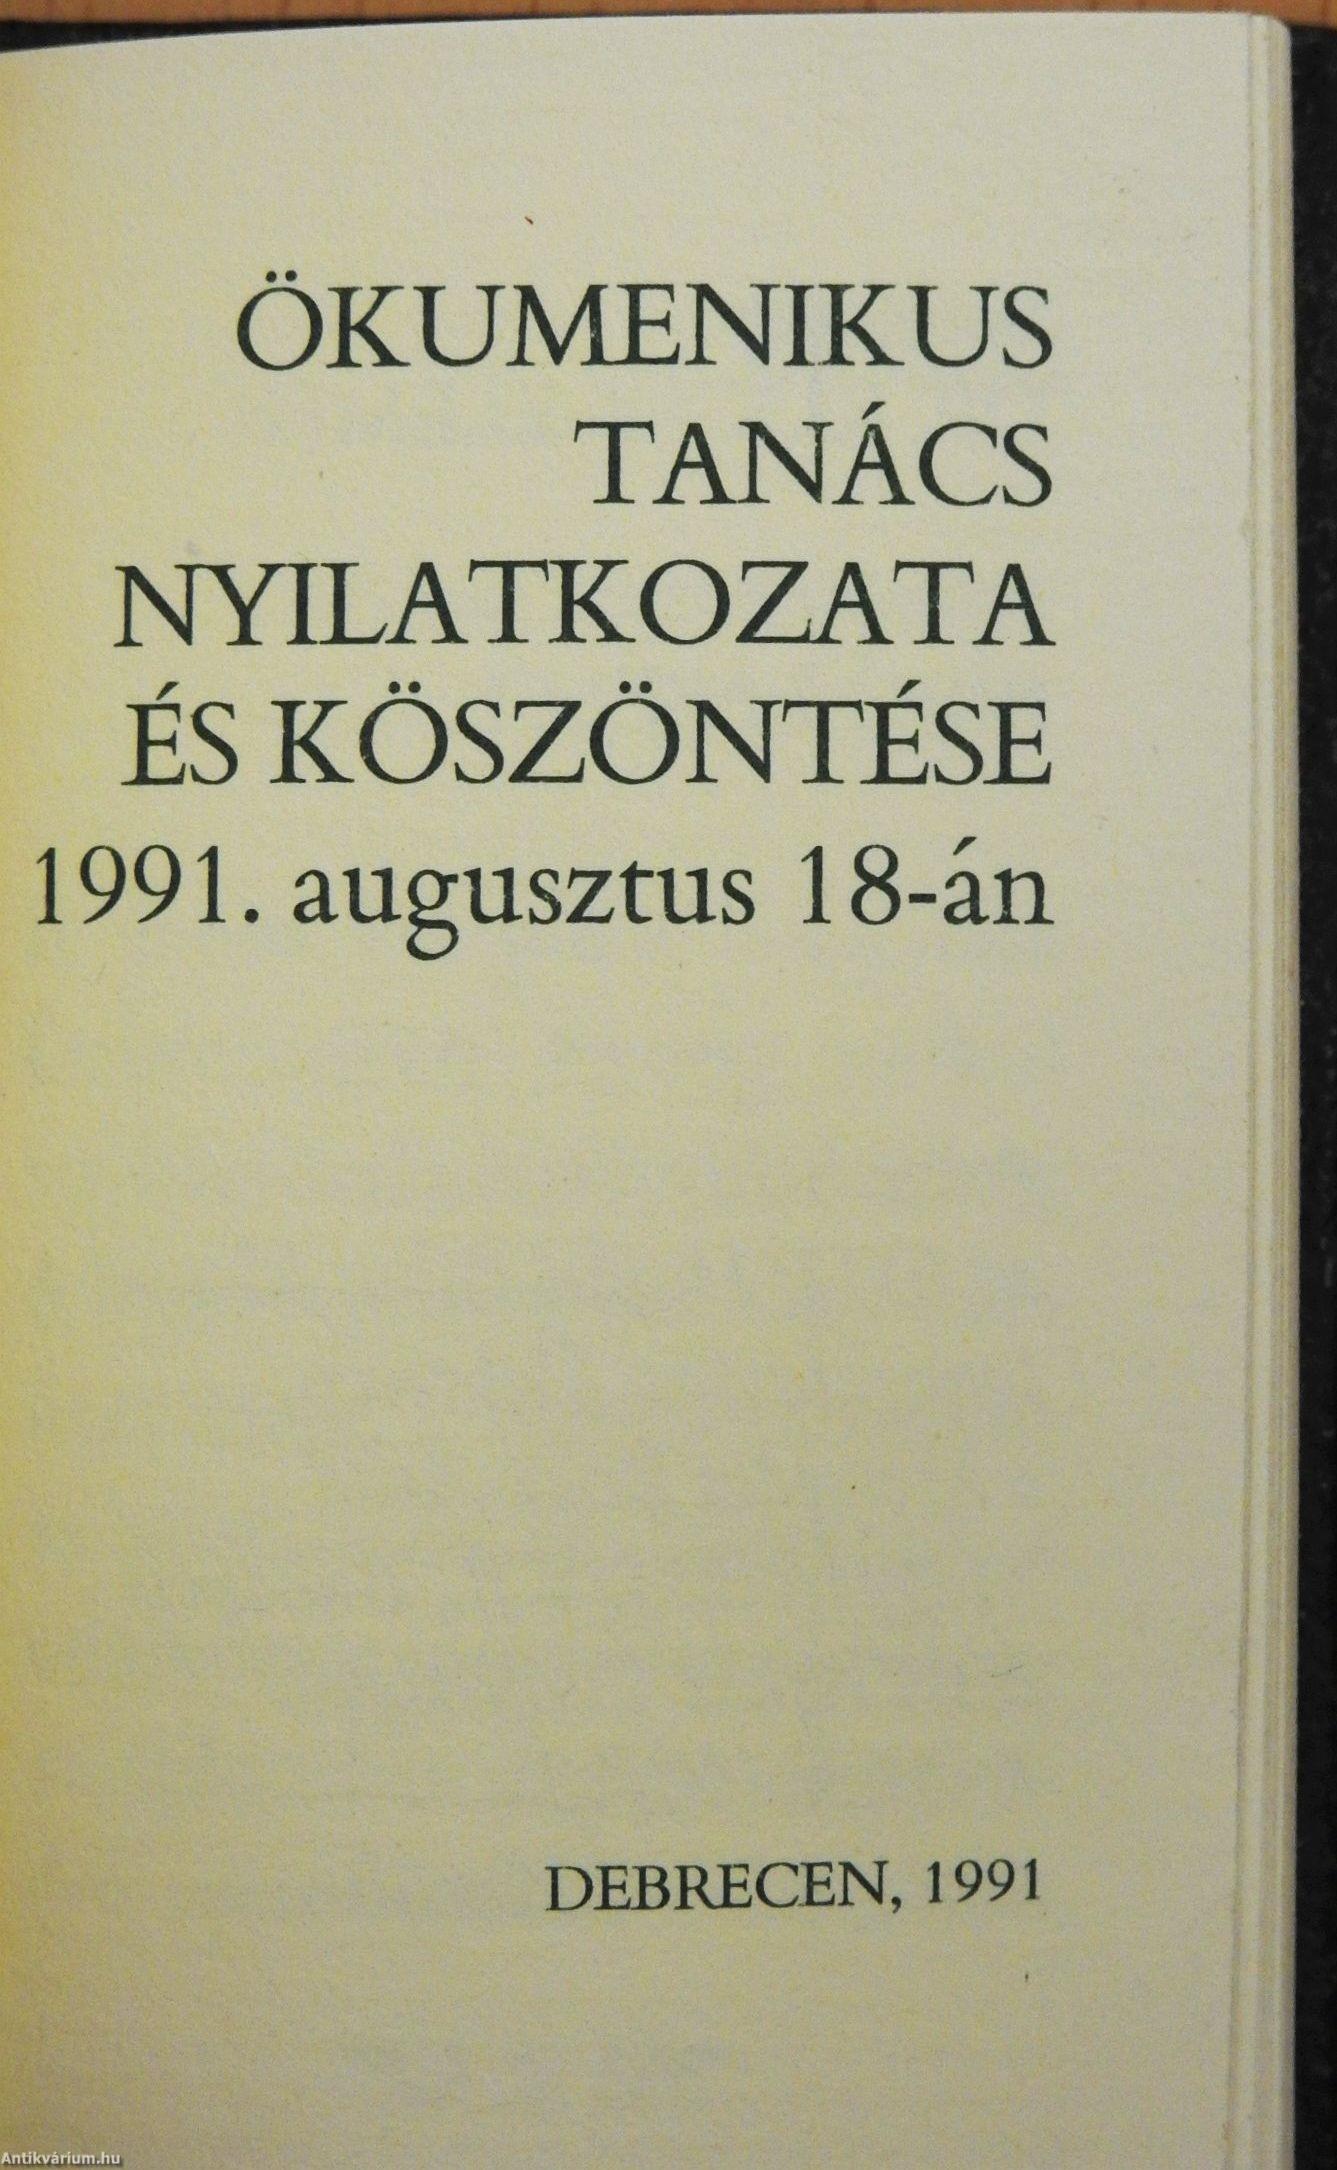 ÖKUMENIKUS
TANÁCS
NYILATKOZATA
ÉS KÖSZÖNTÉSE
1991. augusztus 18-án
DEBRECEN, 1991
Antikvárium.hu